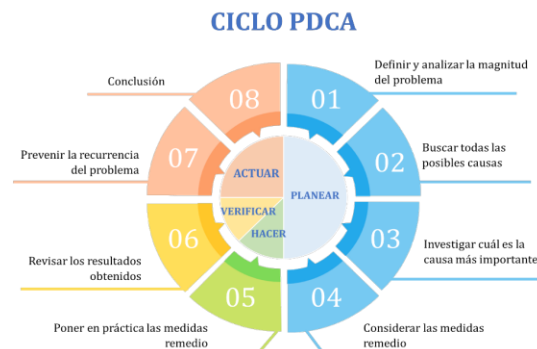 CICLO PDCA
01
Definir y analizar la magnitud
del problema
02
Buscar todas las
posibles causas
03
Investigar cuál es la
causa más importante
04
Considerar las medidas
remedio
05
Poner en práctica las medidas
remedio
06
Revisar los resultados
obtenidos
07
Prevenir la recurrencia
del problema
08
Conclusión
ACTUAR
PLANEAR
VERIFICAR
HACER